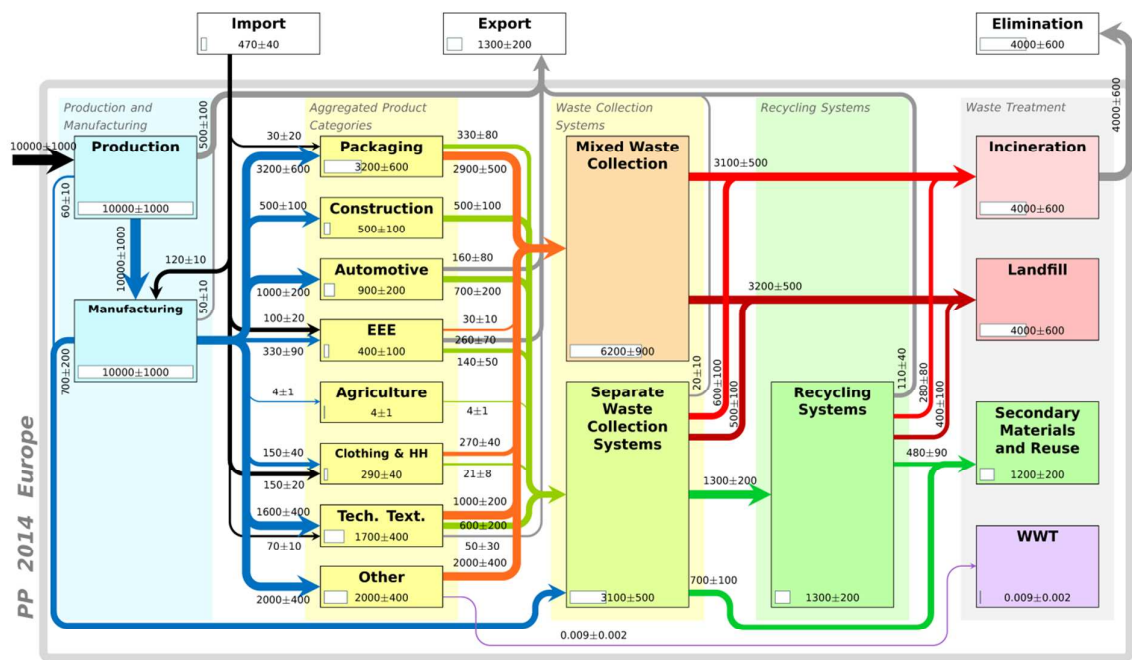 Import
470±40
Export
1300±200
Elimination
4000±600
Production and
Manufacturing
Aggregated Product
Categories
Waste Collection
Systems
Recycling Systems
Waste Treatment
10000±1000
Production
10000±1000
500±100
60±10
10000±1000
120±10
Manufacturing
10000±1000
50±10
700±200
30±20
3200±600
Packaging
3200±600
330±80
2900±500
500±100
Construction
500±100
500±100
1000±200
Automotive
900±200
160±80
700±200
100±20
330±90
EEE
400±100
30±10
260±70
140±50
4±1
Agriculture
4±1
4±1
150±40
150±20
Clothing & HH
290±40
270±40
21±8
1600±400
70±10
Tech. Text.
1700±400
1000±200
600±200
50±30
2000±400
Other
2000±400
2000±400
Mixed Waste
Collection
6200±900
Separate
Waste
Collection
Systems
3100±500
20±10
600±100
500±100
3100±500
3200±500
1300±200
700±100
Recycling
Systems
1300±200
110±40
280±80
400±100
480±90
Incineration
4000±600
4000±600
Landfill
4000±600
Secondary
Materials
and Reuse
1200±200
WWT
0.009±0.002
0.009±0.002
PP 2014 Europe